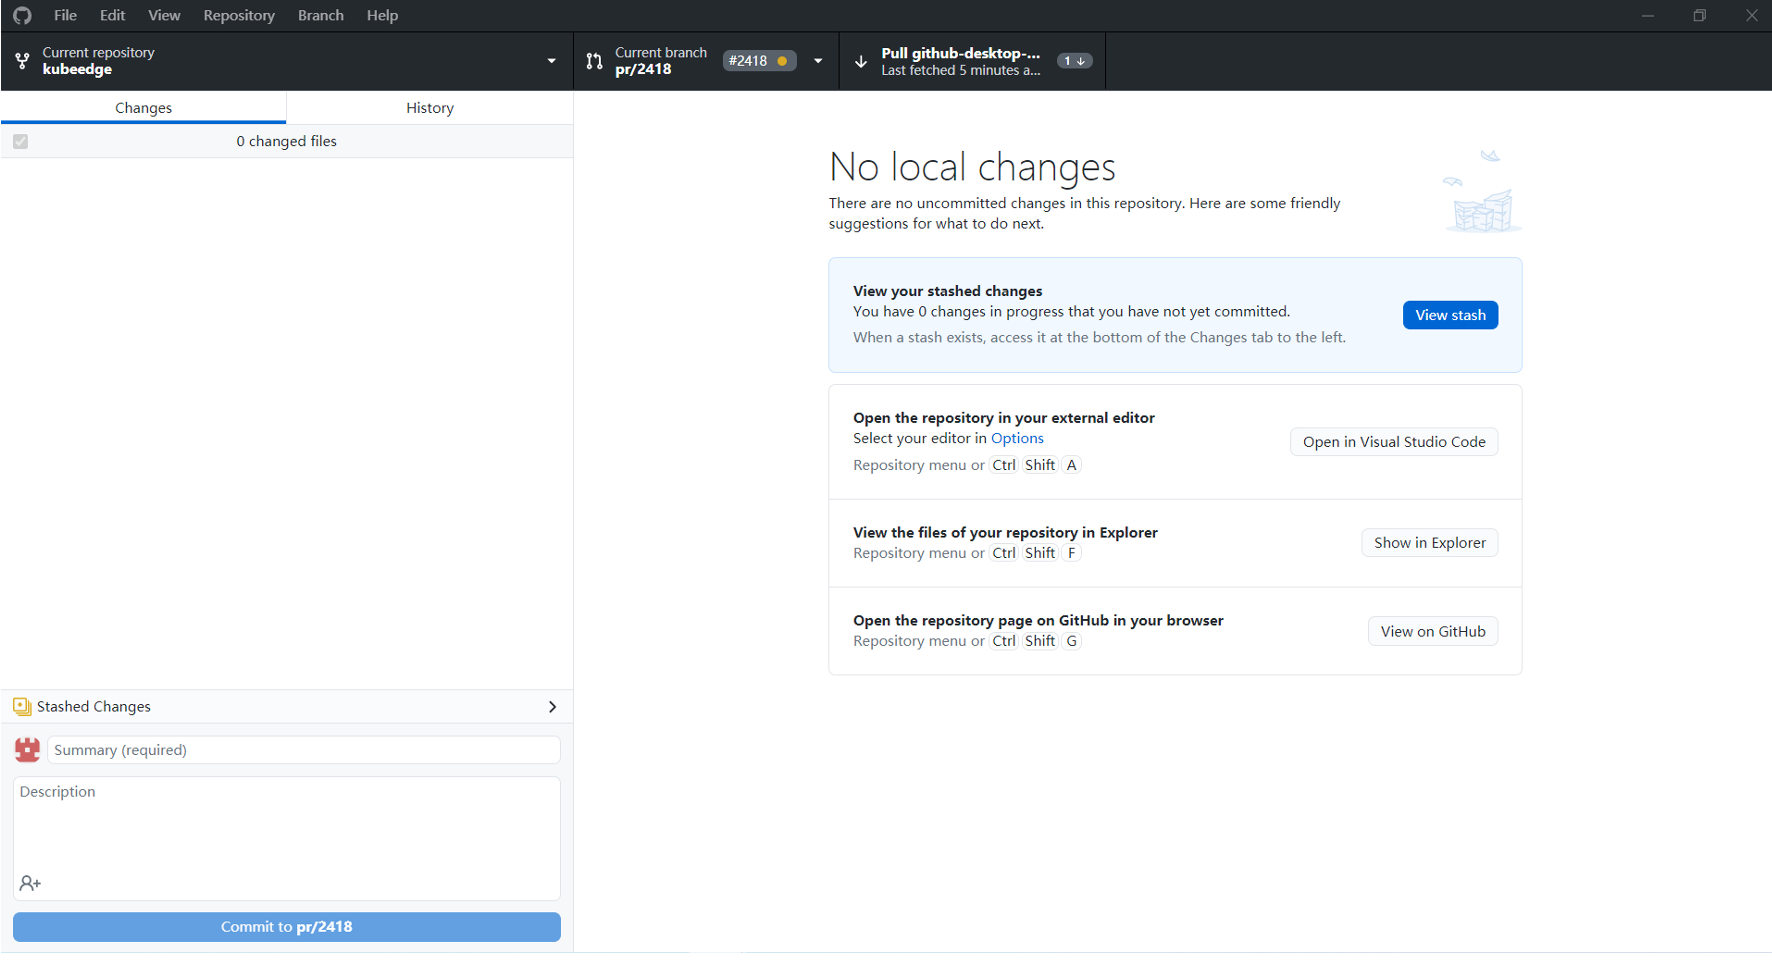 File Edit View Repository Branch Help
Current repository
kubeedge
Current branch
pr/2418
#2418
Pull github-desktop-...
Last fetched 5 minutes a...
1
Changes
History
0 changed files
No local changes
There are no uncommitted changes in this repository. Here are some friendly
suggestions for what to do next.
View your stashed changes
You have 0 changes in progress that you have not yet committed.
When a stash exists, access it at the bottom of the Changes tab to the left.
View stash
Open the repository in your external editor
Select your editor in Options
Repository menu or Ctrl Shift A
Open in Visual Studio Code
View the files of your repository in Explorer
Repository menu or Ctrl Shift F
Show in Explorer
Open the repository page on GitHub in your browser
Repository menu or Ctrl Shift G
View on GitHub
Stashed Changes
Summary (required)
Description
Commit to pr/2418